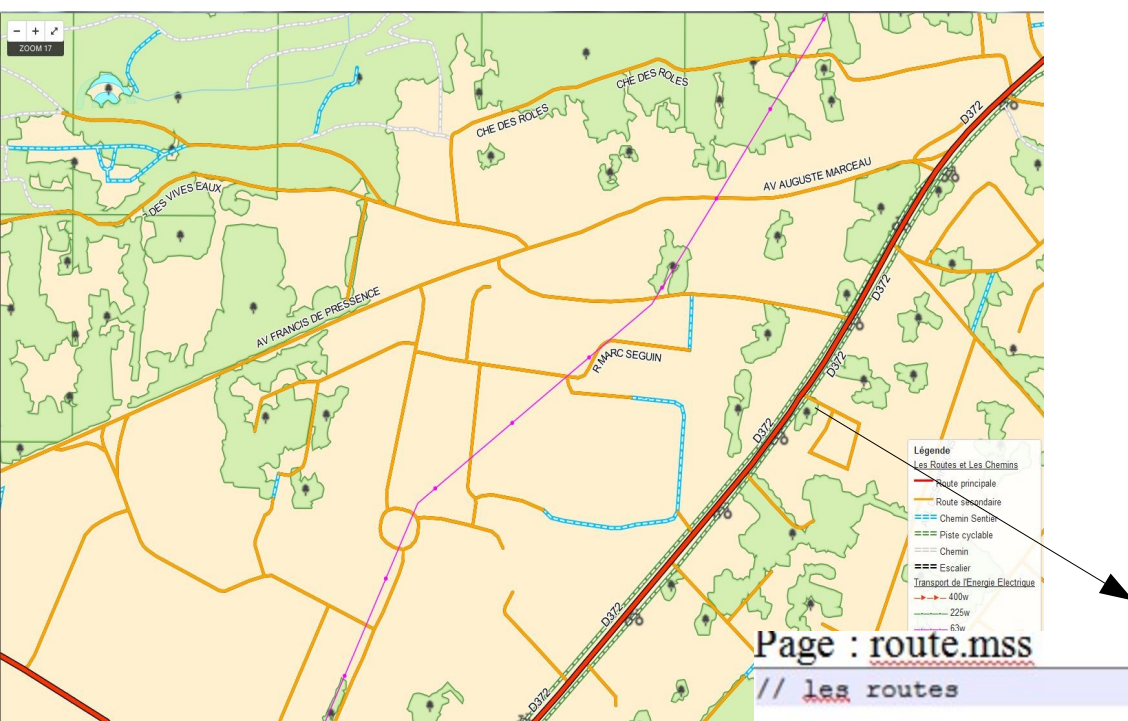 − +
ZOOM 17
CHE DES ROLES
CHE DES ROLES
D372
AV AUGUSTE MARCEAU
DES VIVES EAUX
AV FRANCIS DE PRESSENCE
D372
R MARC SEGUIN
D372
D372
D372
D372
Légende
Les Routes et Les Chemins
Route principale
Route secondaire
Chemin Sentier
Piste cyclable
Chemin
Escalier
Transport de l'Energie Electrique
400w
225w
63w
Page : route.mss
// les routes